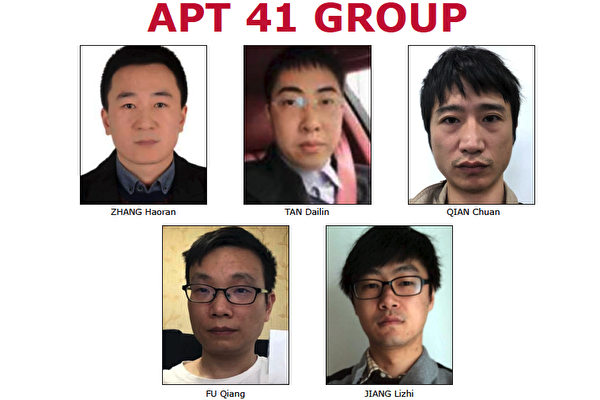 APT 41 GROUP
ZHANG Haoran
TAN Dailin
QIAN Chuan
FU Qiang
JIANG Lizhi